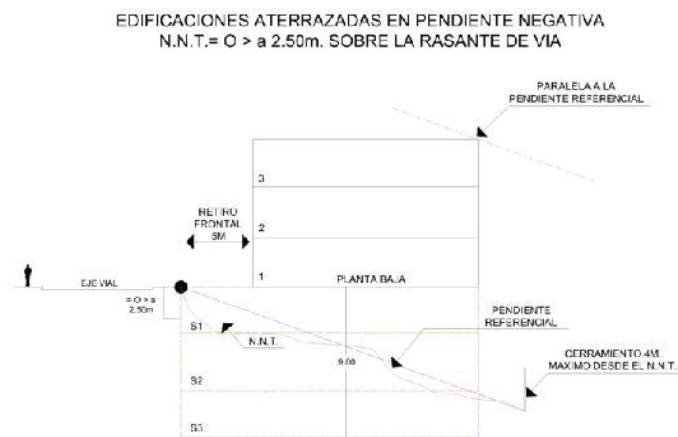 EDIFICACIONES ATERRAZADAS EN PENDIENTE NEGATIVA
N.N.T.= O > a 2.50m. SOBRE LA RASANTE DE VIA
PARALELA A LA
PENDIENTE REFERENCIAL
3
RETIRO
FRONTAL
5M
2
1
PLANTA BAJA
EJE VIAL
= O > a
2.50m
PENDIENTE
REFERENCIAL
S1
N.N.T.
9.00
CERRAMIENTO 4M.
MAXIMO DESDE EL N.N.T.
S2
S3